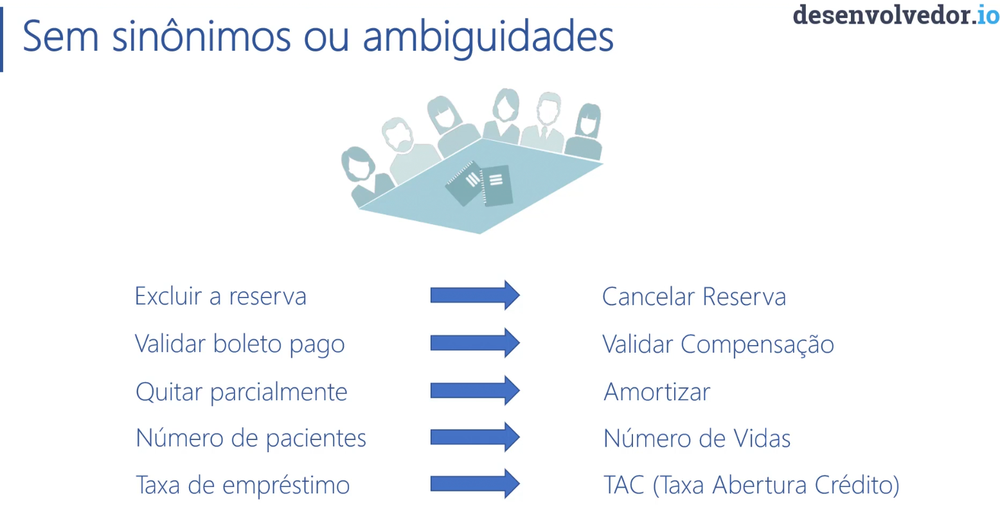 desenvolvedor.io
Sem sinônimos ou ambiguidades
Excluir a reserva
Cancelar Reserva
Validar boleto pago
Validar Compensação
Quitar parcialmente
Amortizar
Número de pacientes
Número de Vidas
Taxa de empréstimo
TAC (Taxa Abertura Crédito)